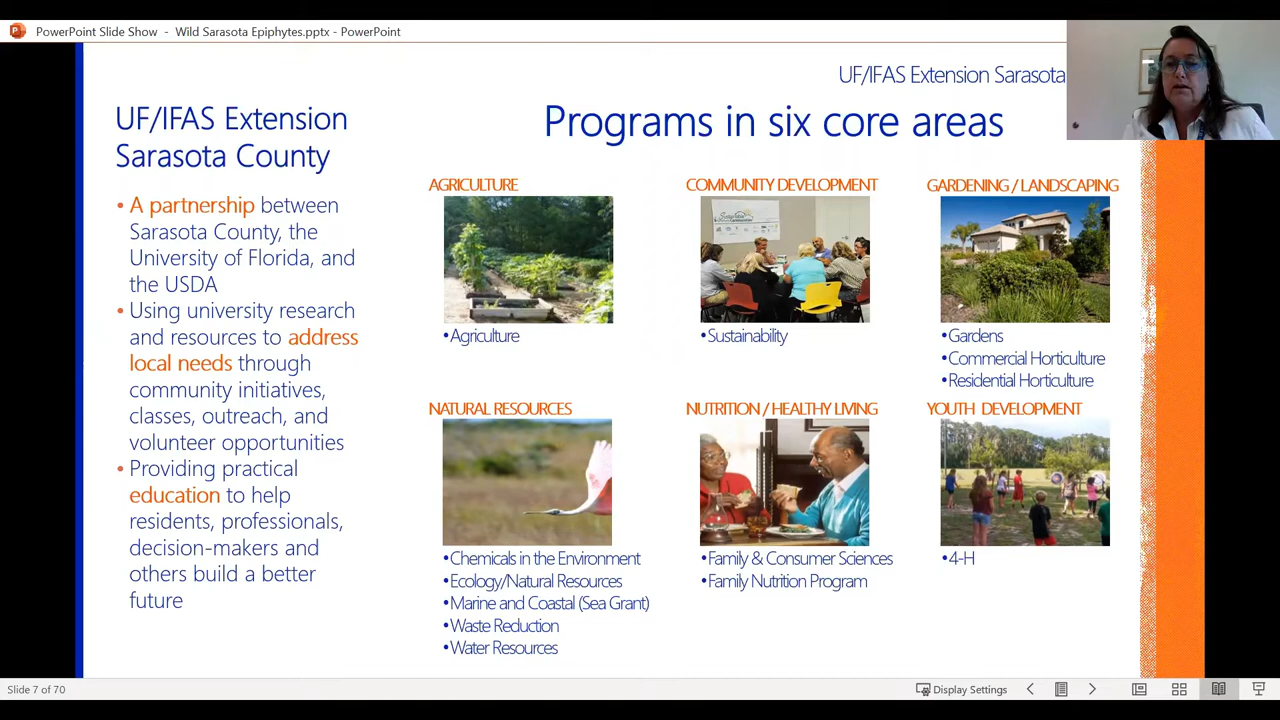 PowerPoint Slide Show - Wild Sarasota Epiphytes.pptx - PowerPoint
UF/IFAS Extension Sarasota
UF/IFAS Extension
Sarasota County
Programs in six core areas
• A partnership between
Sarasota County, the
University of Florida, and
the USDA
• Using university research
and resources to address
local needs through
community initiatives,
classes, outreach, and
volunteer opportunities
• Providing practical
education to help
residents, professionals,
decision-makers and
others build a better
future
AGRICULTURE
•Agriculture
COMMUNITY DEVELOPMENT
•Sustainability
GARDENING / LANDSCAPING
•Gardens
•Commercial Horticulture
•Residential Horticulture
NATURAL RESOURCES
•Chemicals in the Environment
•Ecology/Natural Resources
•Marine and Coastal (Sea Grant)
•Waste Reduction
•Water Resources
NUTRITION / HEALTHY LIVING
•Family & Consumer Sciences
•Family Nutrition Program
YOUTH DEVELOPMENT
•4-H
Slide 7 of 70
Display Settings